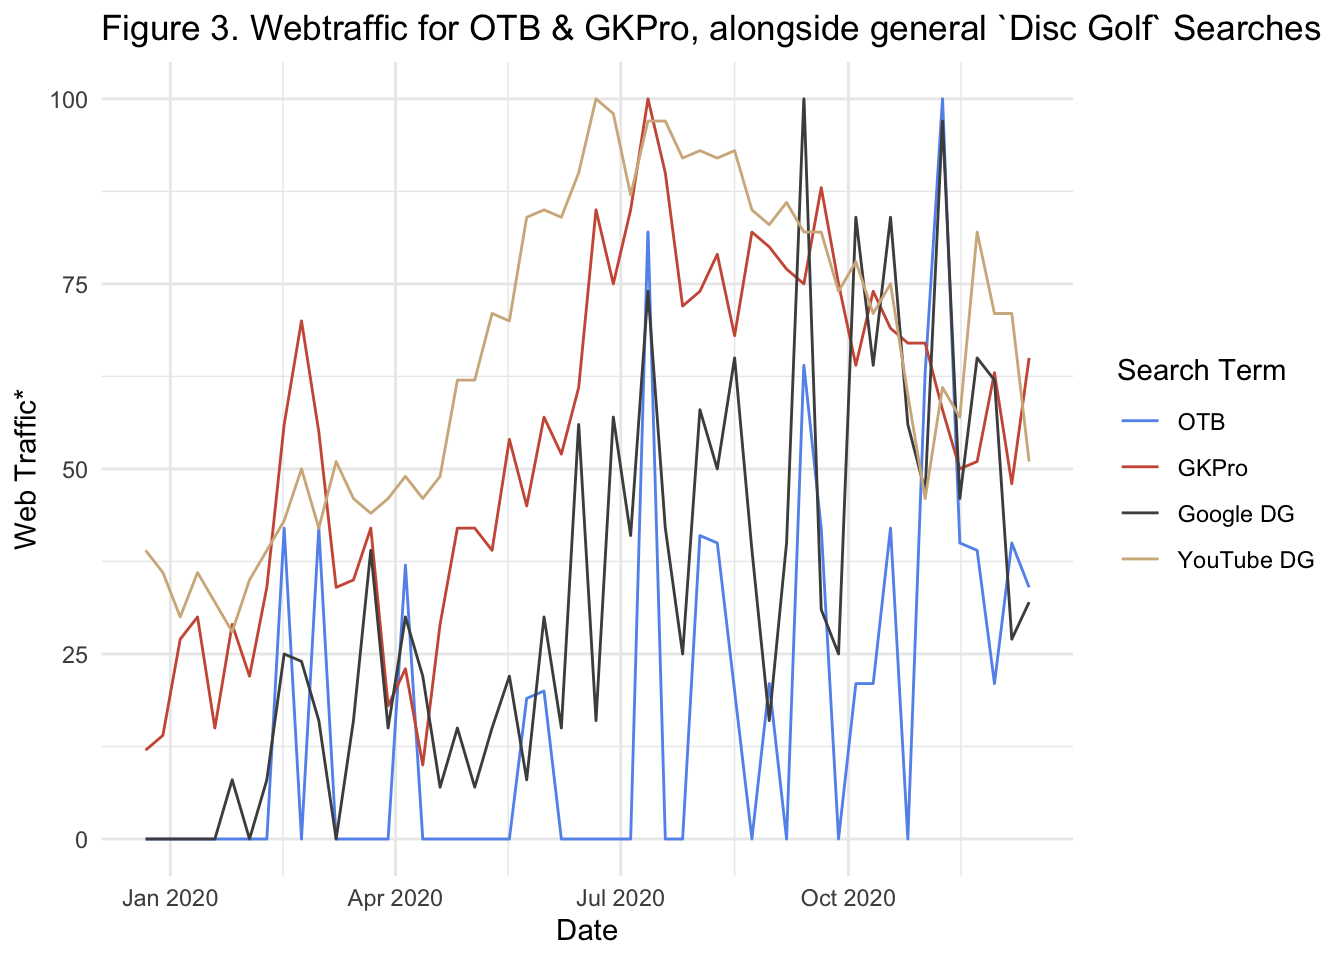 Figure 3. Webtraffic for OTB & GKPro, alongside general `Disc Golf` Searches
100
75
50
25
0
Web Traffic*
Jan 2020
Apr 2020
Jul 2020
Oct 2020
Date
Search Term
OTB
GKPro
Google DG
YouTube DG